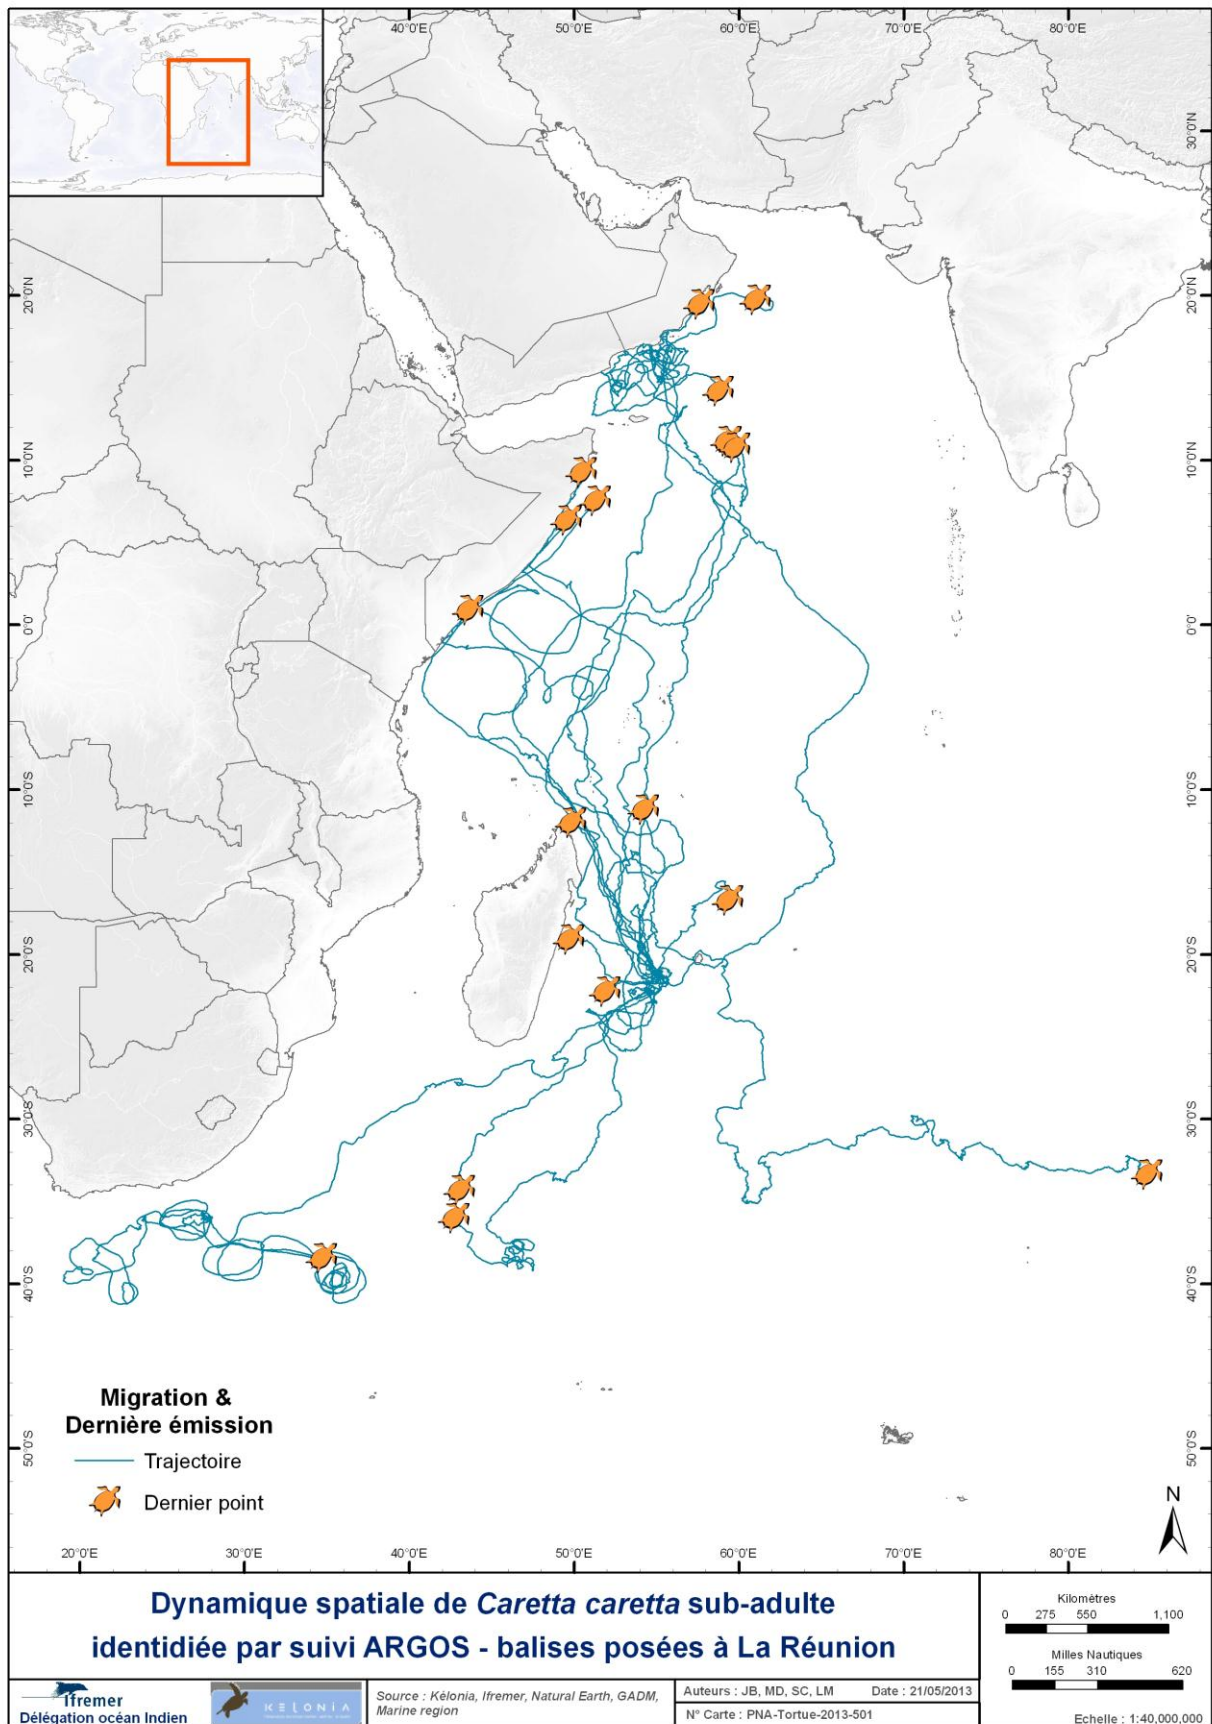 40°0'E 50°0'E 60°0'E 70°0'E 80°0'E
30°0'N
20°0'N 20°0'N
10°0'N 10°0'N
0°0' 0°0'
10°0'S 10°0'S
20°0'S 20°0'S
30°0'S 30°0'S
40°0'S 40°0'S
50°0'S 50°0'S
Migration &
Dernière émission
Trajectoire
Dernier point
N
20°0'E 30°0'E 40°0'E 50°0'E 60°0'E 70°0'E 80°0'E
Dynamique spatiale de Caretta caretta sub-adulte
identidiée par suivi ARGOS - balises posées à La Réunion
Kilomètres
0 275 550 1,100
Milles Nautiques
0 155 310 620
Echelle : 1:40,000,000
Ifremer
Délégation océan Indien
KELONIA
Source : Kélonia, Ifremer, Natural Earth, GADM,
Marine region
Auteurs : JB, MD, SC, LM Date : 21/05/2013
N° Carte : PNA-Tortue-2013-501